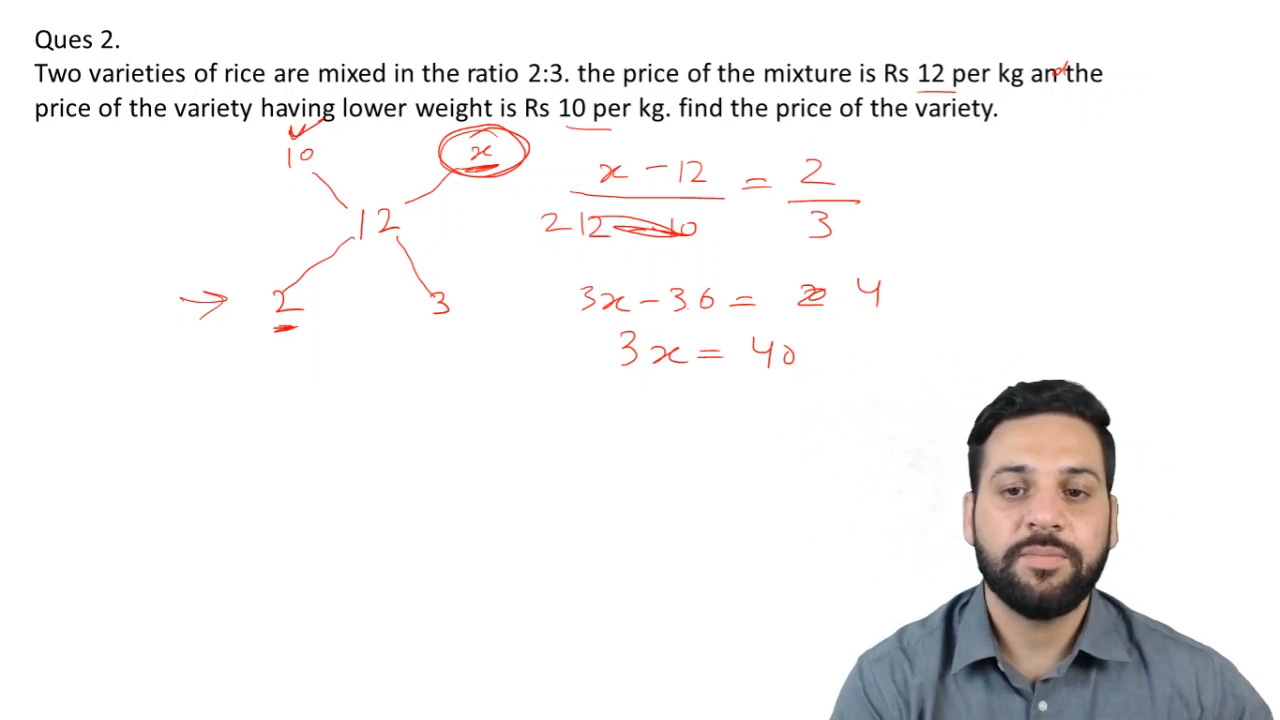 Ques 2.
Two varieties of rice are mixed in the ratio 2:3. the price of the mixture is Rs 12 per kg an the
price of the variety having lower weight is Rs 10 per kg. find the price of the variety.
10 x
12
2 3
x - 12 / 2 12 - 10 = 2 / 3
3x - 36 = 4
3x = 40